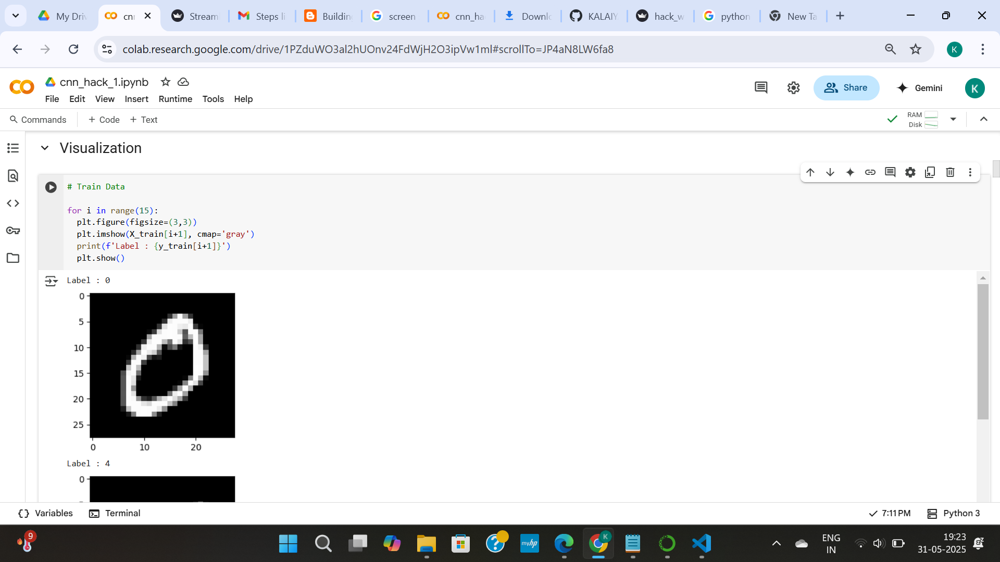 My Dri
cn
Stream
Steps li
Building
screen
cnn_ha
Downlo
KALAIY
hack_w
python
New Ta
colab.research.google.com/drive/1PZduWO3al2hUOnv24FdWjH2O3ipVw1ml#scrollTo=JP4aN8LW6fa8
K
cnn_hack_1.ipynb
File Edit View Insert Runtime Tools Help
Share
Gemini
K
Commands + Code + Text
RAM
Disk
Visualization
# Train Data
for i in range(15):
plt.figure(figsize=(3,3))
plt.imshow(X_train[i+1], cmap='gray')
print(f'Label : {y_train[i+1]}')
plt.show()
Label : 0
0
5
10
15
20
25
0 10 20
Label : 4
0
{} Variables Terminal
7:11 PM Python 3
9
myhp
K
ENG
IN
19:23
31-05-2025